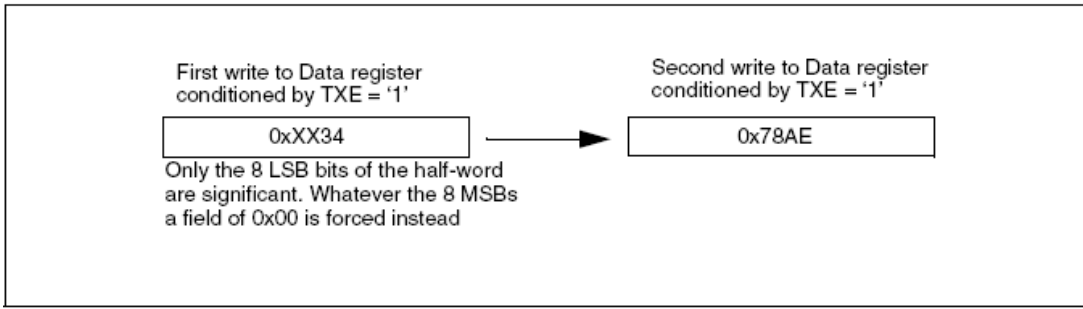 First write to Data register
conditioned by TXE = ‘1’
0xXX34
Only the 8 LSB bits of the half-word
are significant. Whatever the 8 MSBs
a field of 0x00 is forced instead
Second write to Data register
conditioned by TXE = ‘1’
0x78AE